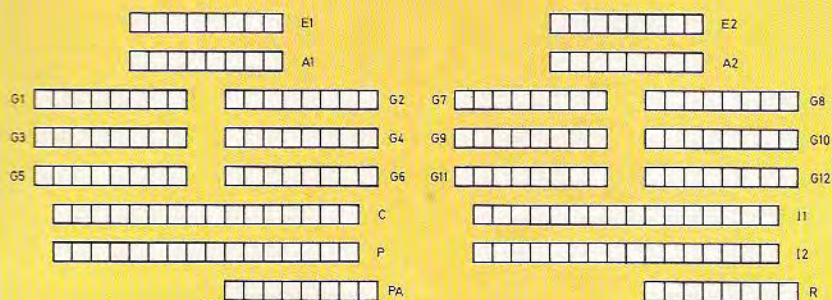 E1 E2
A1 A2
G1 G2 G7 G8
G3 G4 G9 G10
G5 G6 G11 G12
C I1
P I2
PA R